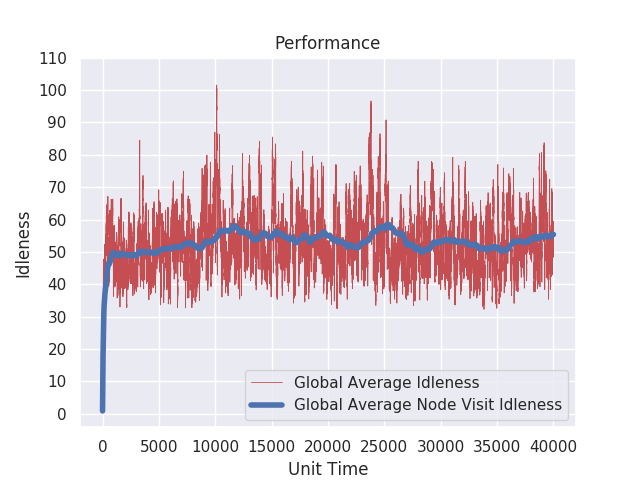 Performance
Idleness
110
100
90
80
70
60
50
40
30
20
10
0
Global Average Idleness
Global Average Node Visit Idleness
0 5000 10000 15000 20000 25000 30000 35000 40000
Unit Time